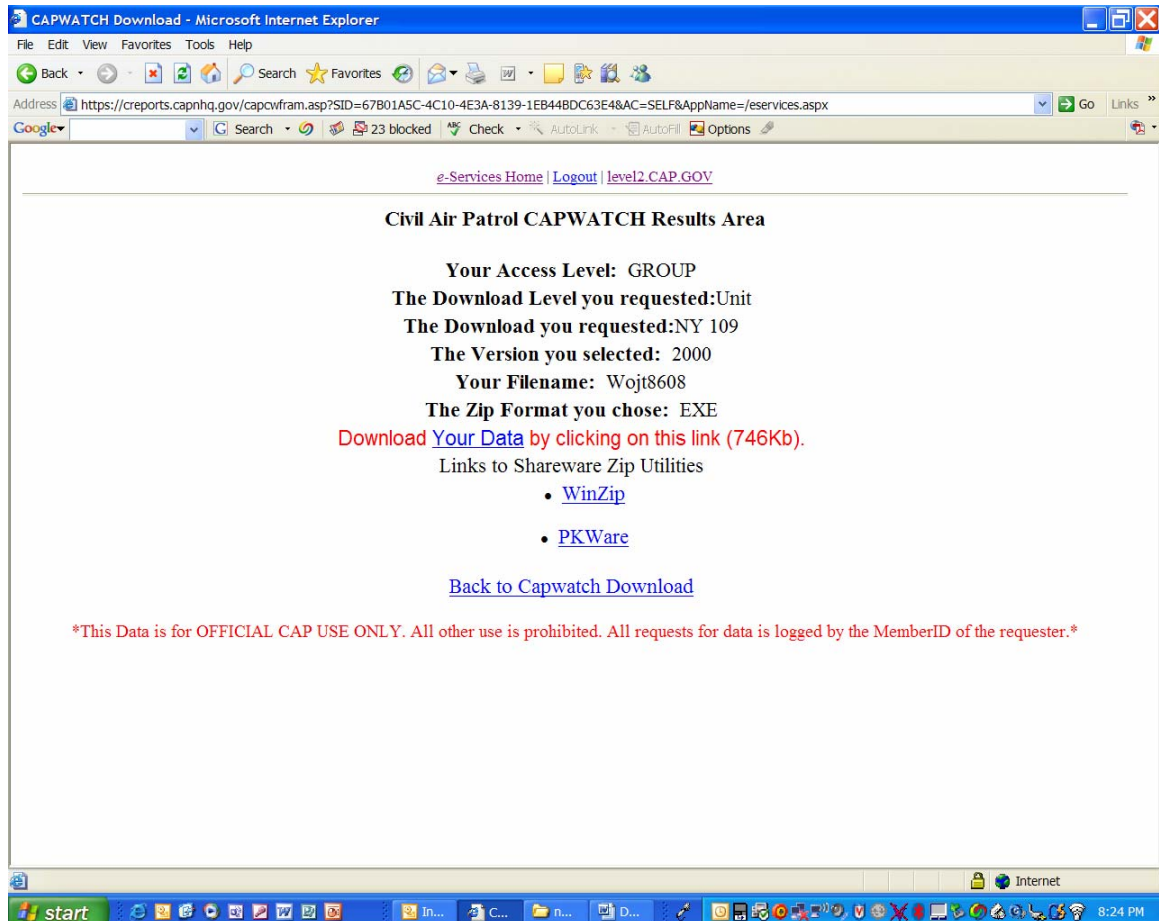 CAPWATCH Download - Microsoft Internet Explorer
File Edit View Favorites Tools Help
Back Search Favorites
Address https://creports.capnhq.gov/capcwfram.asp?SID=67B01A5C-4C10-4E3A-8139-1EB44BDC63E4&AC=SELF&AppName=/eservices.aspx Go Links »
Google G Search 23 blocked ABC Check AutoLink AutoFill Options
e-Services Home | Logout | level2.CAP.GOV
Civil Air Patrol CAPWATCH Results Area
Your Access Level: GROUP
The Download Level you requested:Unit
The Download you requested:NY 109
The Version you selected: 2000
Your Filename: Wojt8608
The Zip Format you chose: EXE
Download Your Data by clicking on this link (746Kb).
Links to Shareware Zip Utilities
• WinZip
• PKWare
Back to Capwatch Download
*This Data is for OFFICIAL CAP USE ONLY. All other use is prohibited. All requests for data is logged by the MemberID of the requester.*
Internet
start In... C... n... D... 8:24 PM